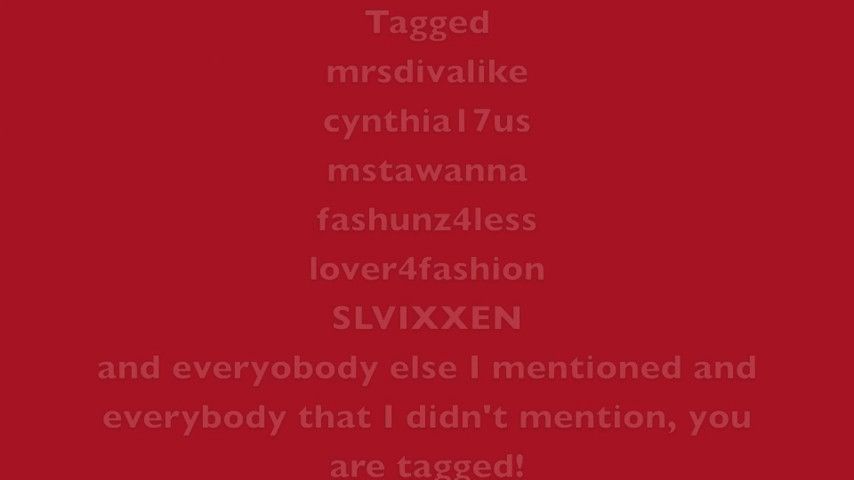 Tagged
mrsdivalike
cynthia17us
mstawanna
fashunz4less
lover4fashion
SLVIXXEN
and everyobody else I mentioned and
everybody that I didn't mention, you
are tagged!